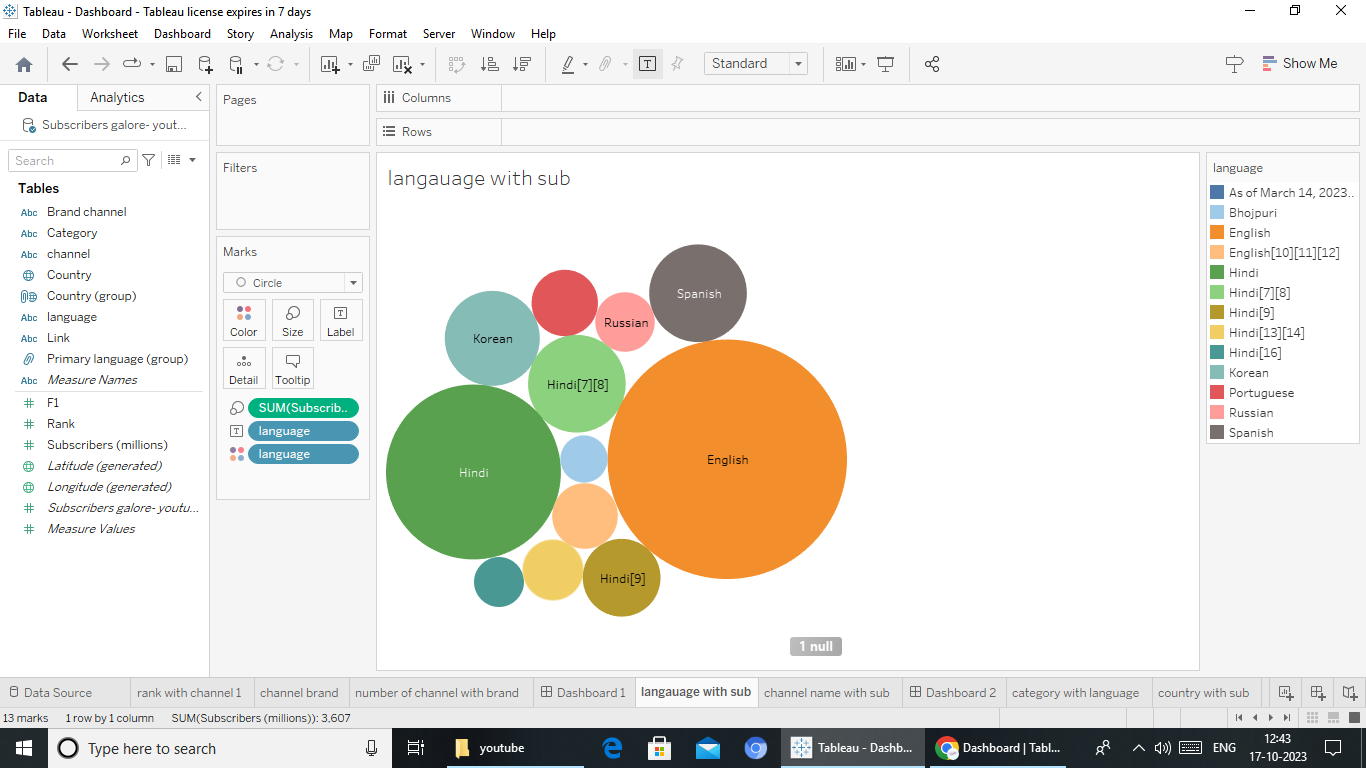 Tableau - Dashboard - Tableau license expires in 7 days
File Data Worksheet Dashboard Story Analysis Map Format Server Window Help
Standard
Show Me
Data Analytics
Subscribers galore- yout...
Search
Tables
Abc Brand channel
Abc Category
Abc channel
Country
Country (group)
Abc language
Abc Link
Primary language (group)
Abc Measure Names
F1
Rank
Subscribers (millions)
Latitude (generated)
Longitude (generated)
Subscribers galore- youtu...
Measure Values
Pages
Filters
Marks
Circle
Color Size Label
Detail Tooltip
SUM(Subscrib..
language
language
Columns
Rows
langauage with sub
Spanish
Russian
Korean
Hindi[7][8]
English
Hindi
Hindi[9]
1 null
language
As of March 14, 2023..
Bhojpuri
English
English[10][11][12]
Hindi
Hindi[7][8]
Hindi[9]
Hindi[13][14]
Hindi[16]
Korean
Portuguese
Russian
Spanish
Data Source rank with channel 1 channel brand number of channel with brand Dashboard 1 langauage with sub channel name with sub Dashboard 2 category with language country with sub
13 marks 1 row by 1 column SUM(Subscribers (millions)): 3,607
Type here to search
youtube
Tableau - Dashb...
Dashboard | Tabl...
ENG
12:43
17-10-2023